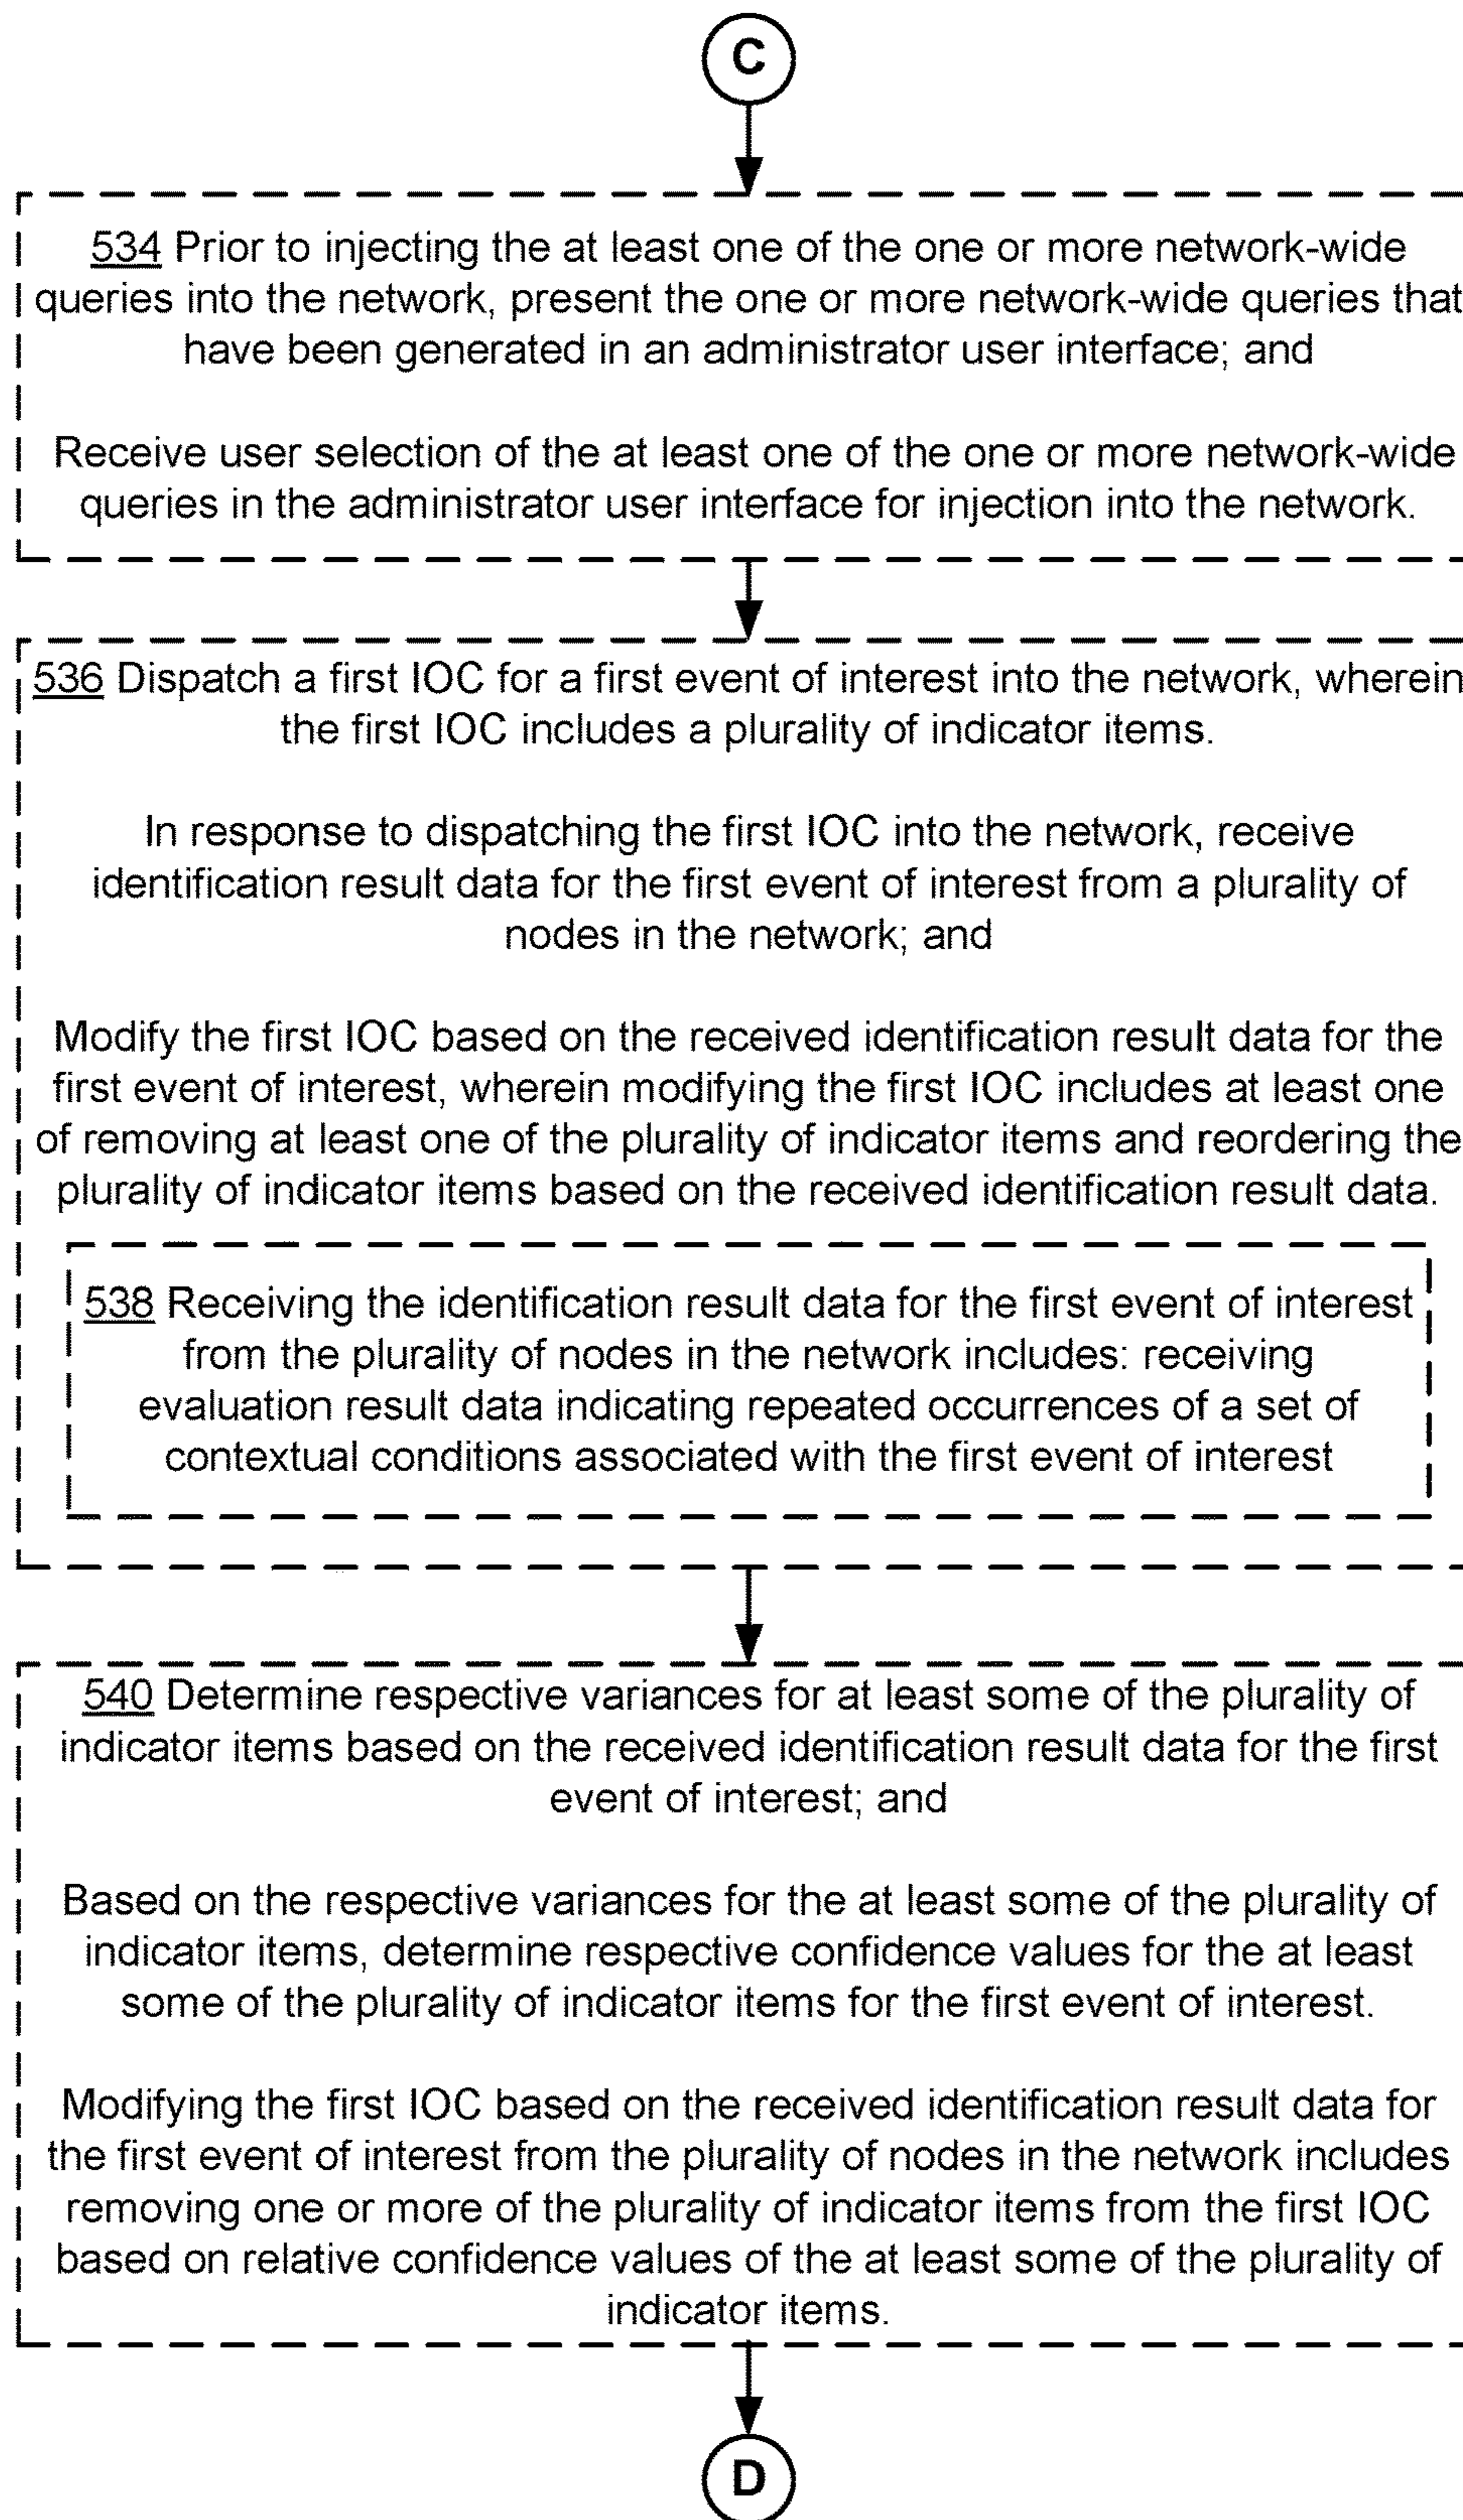 C
534 Prior to injecting the at least one of the one or more network-wide
queries into the network, present the one or more network-wide queries that
have been generated in an administrator user interface; and
Receive user selection of the at least one of the one or more network-wide
queries in the administrator user interface for injection into the network.
536 Dispatch a first IOC for a first event of interest into the network, wherein
the first IOC includes a plurality of indicator items.
In response to dispatching the first IOC into the network, receive
identification result data for the first event of interest from a plurality of
nodes in the network; and
Modify the first IOC based on the received identification result data for the
first event of interest, wherein modifying the first IOC includes at least one
of removing at least one of the plurality of indicator items and reordering the
plurality of indicator items based on the received identification result data.
538 Receiving the identification result data for the first event of interest
from the plurality of nodes in the network includes: receiving
evaluation result data indicating repeated occurrences of a set of
contextual conditions associated with the first event of interest
540 Determine respective variances for at least some of the plurality of
indicator items based on the received identification result data for the first
event of interest; and
Based on the respective variances for the at least some of the plurality of
indicator items, determine respective confidence values for the at least
some of the plurality of indicator items for the first event of interest.
Modifying the first IOC based on the received identification result data for
the first event of interest from the plurality of nodes in the network includes
removing one or more of the plurality of indicator items from the first IOC
based on relative confidence values of the at least some of the plurality of
indicator items.
D